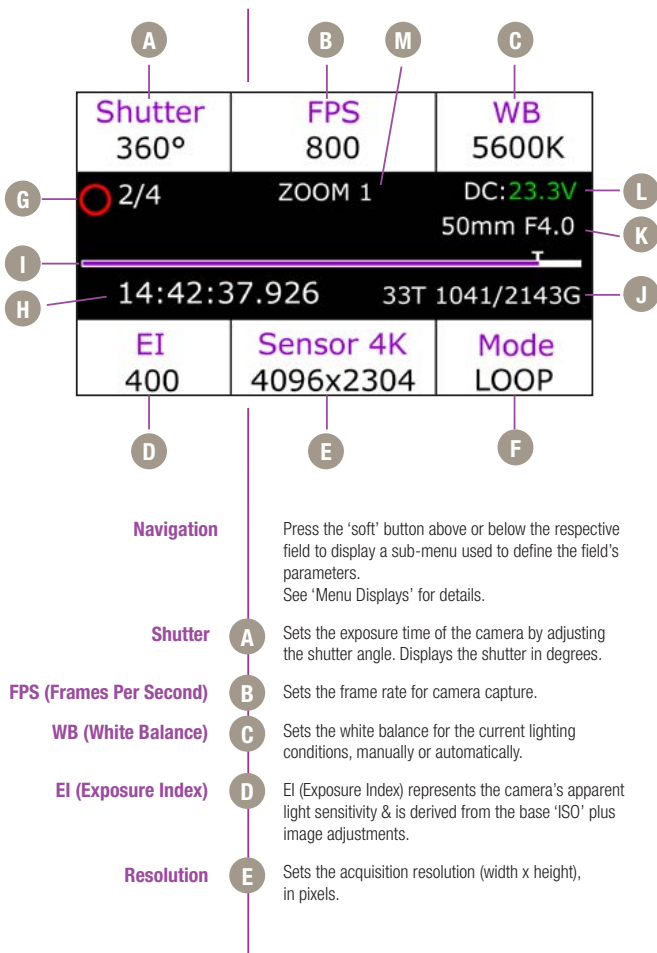 A B M C
Shutter FPS WB
360° 800 5600K
G 2/4 ZOOM 1 DC:23.3V L
50mm F4.0 K
I T
H 14:42:37.926 33T 1041/2143G J
EI Sensor 4K Mode
400 4096x2304 LOOP
D E F
Navigation Press the ‘soft’ button above or below the respective
field to display a sub-menu used to define the field’s
parameters.
See ‘Menu Displays’ for details.
Shutter A Sets the exposure time of the camera by adjusting
the shutter angle. Displays the shutter in degrees.
FPS (Frames Per Second) B Sets the frame rate for camera capture.
WB (White Balance) C Sets the white balance for the current lighting
conditions, manually or automatically.
EI (Exposure Index) D EI (Exposure Index) represents the camera’s apparent
light sensitivity & is derived from the base ‘ISO’ plus
image adjustments.
Resolution E Sets the acquisition resolution (width x height),
in pixels.